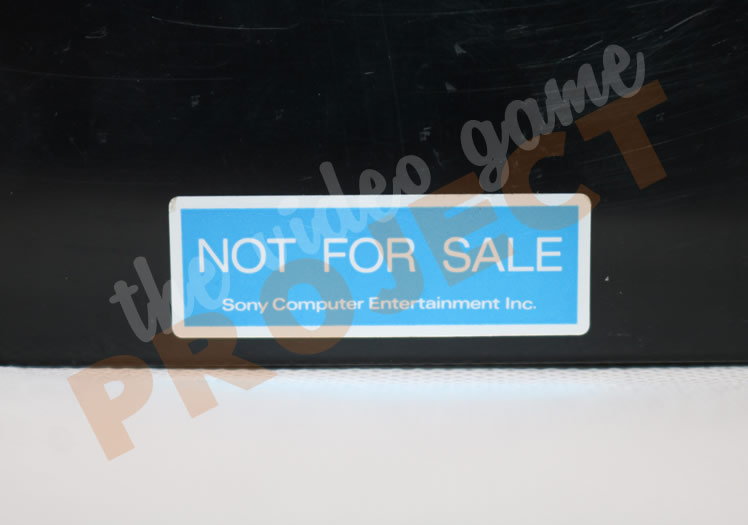 the video game
PROJECT
NOT FOR SALE
Sony Computer Entertainment Inc.